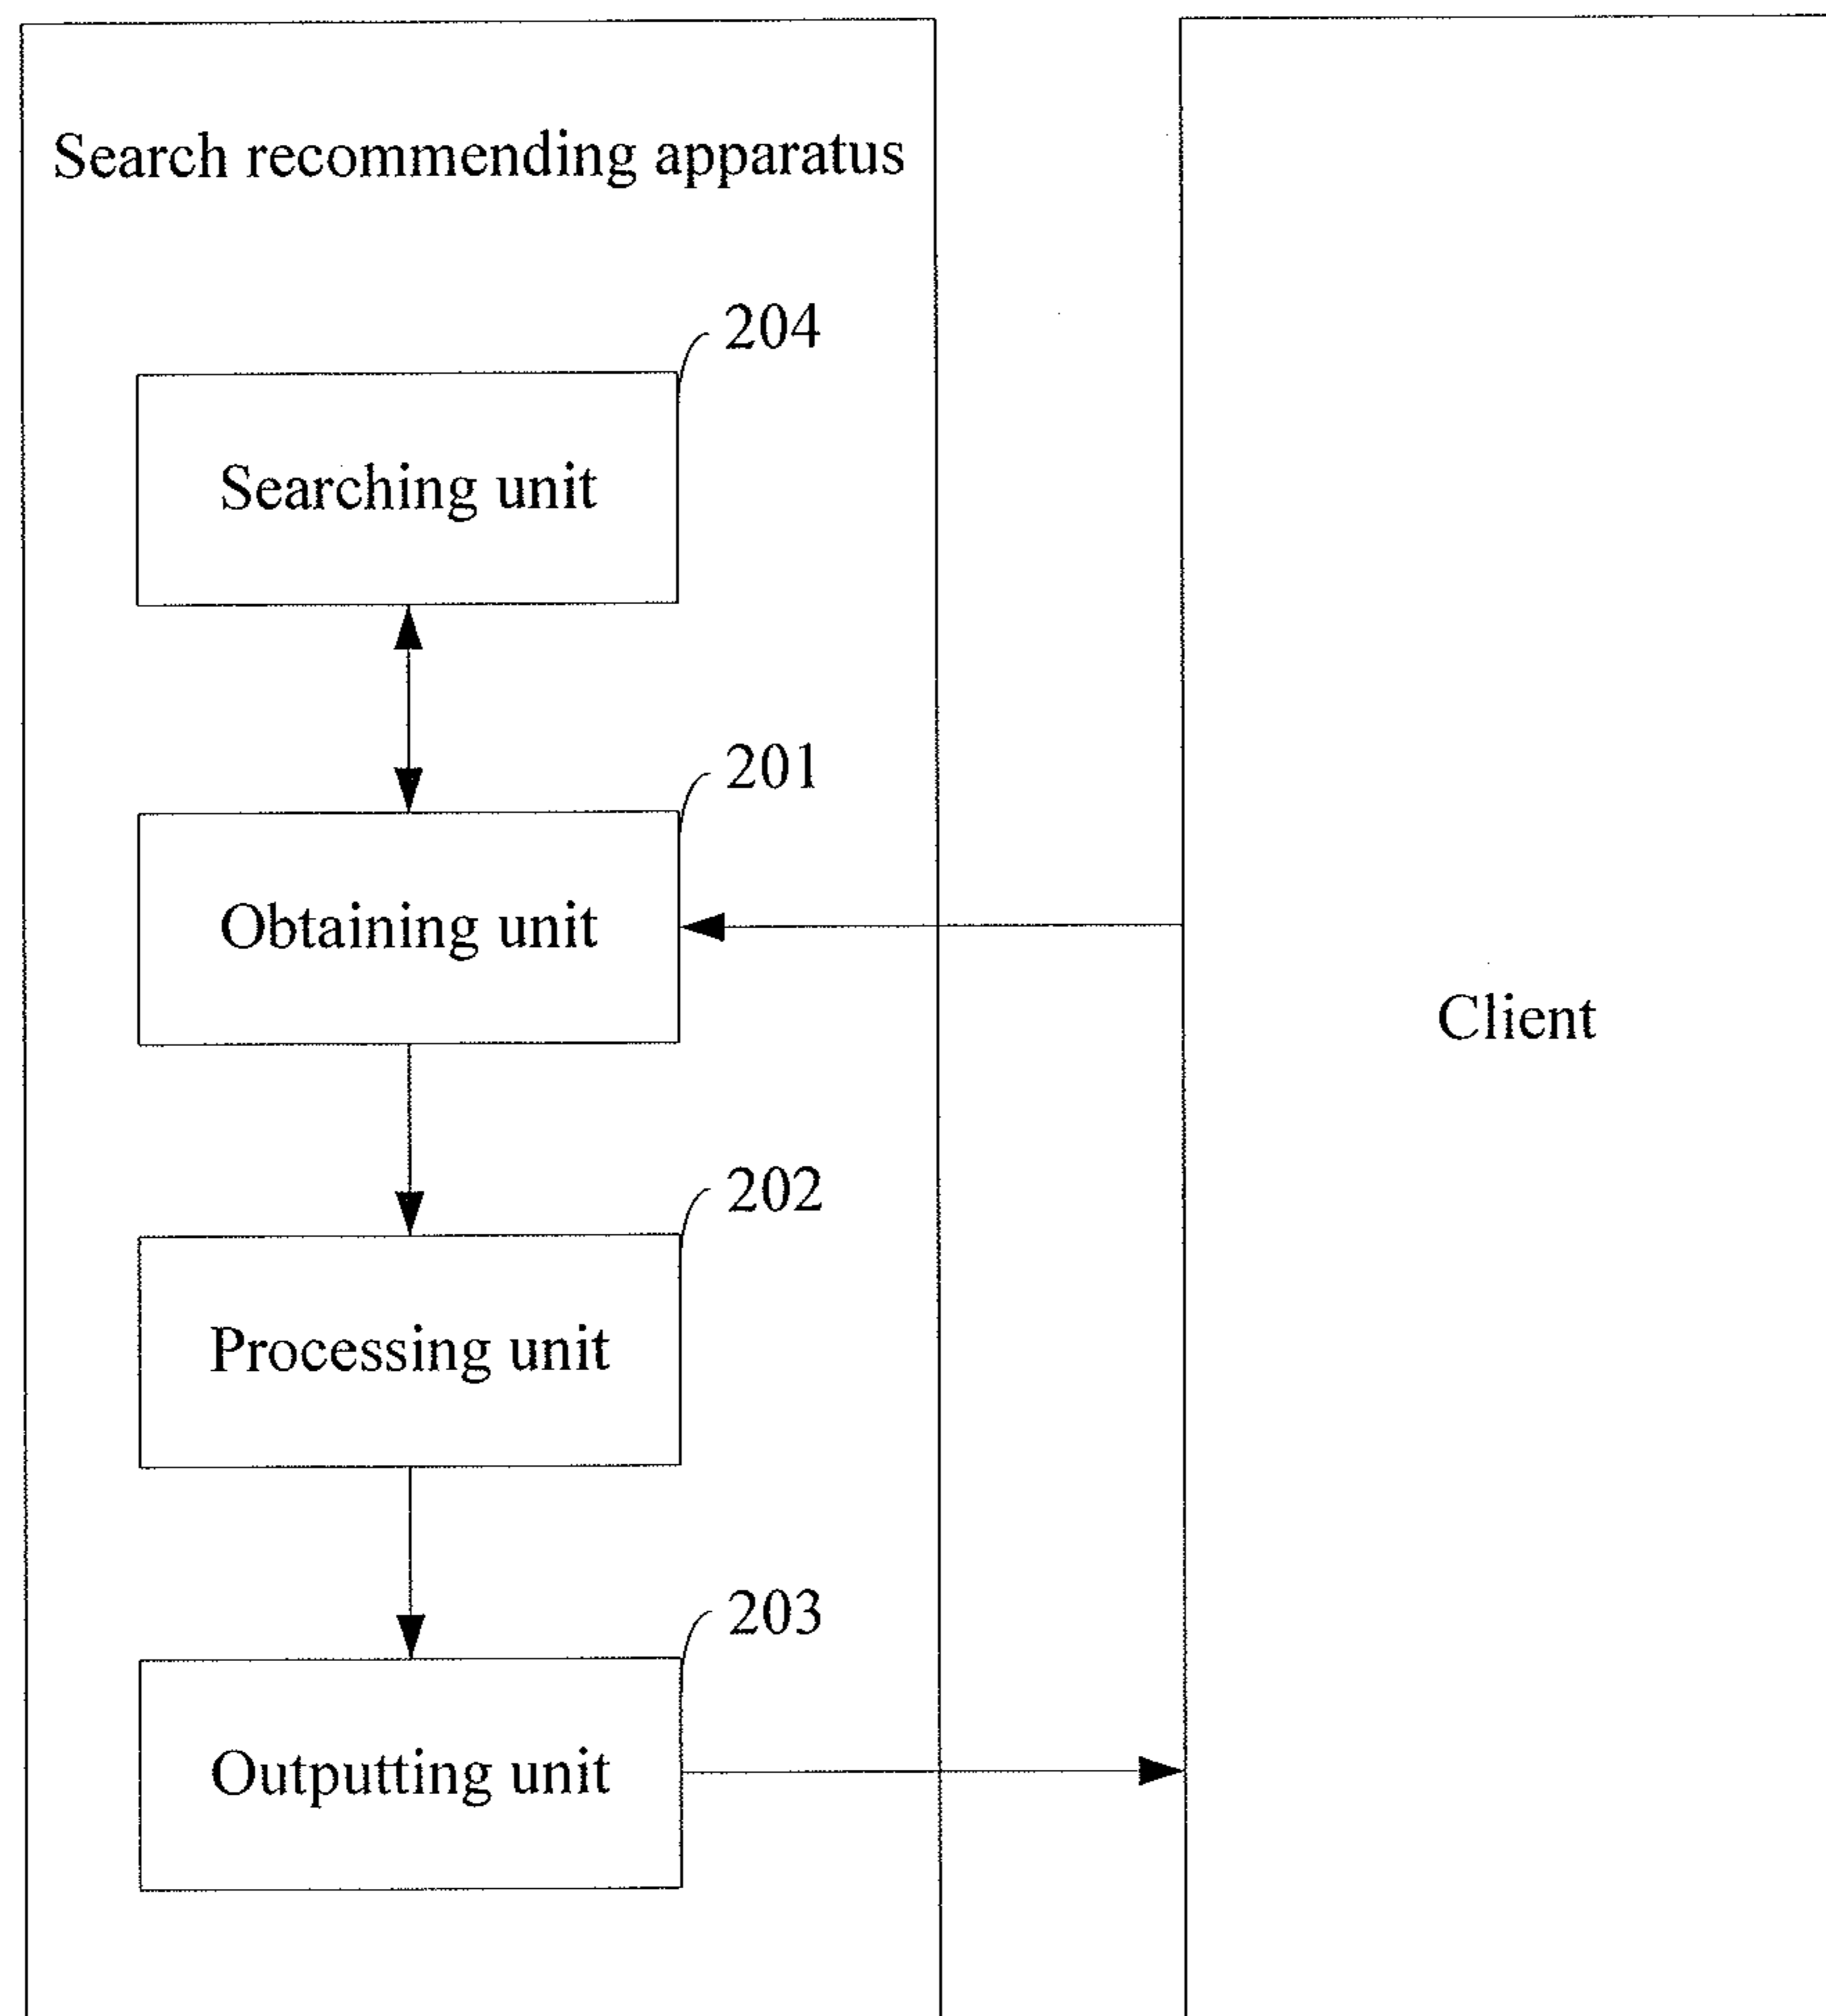 Search recommending apparatus
204
Searching unit
201
Obtaining unit
Client
202
Processing unit
203
Outputting unit